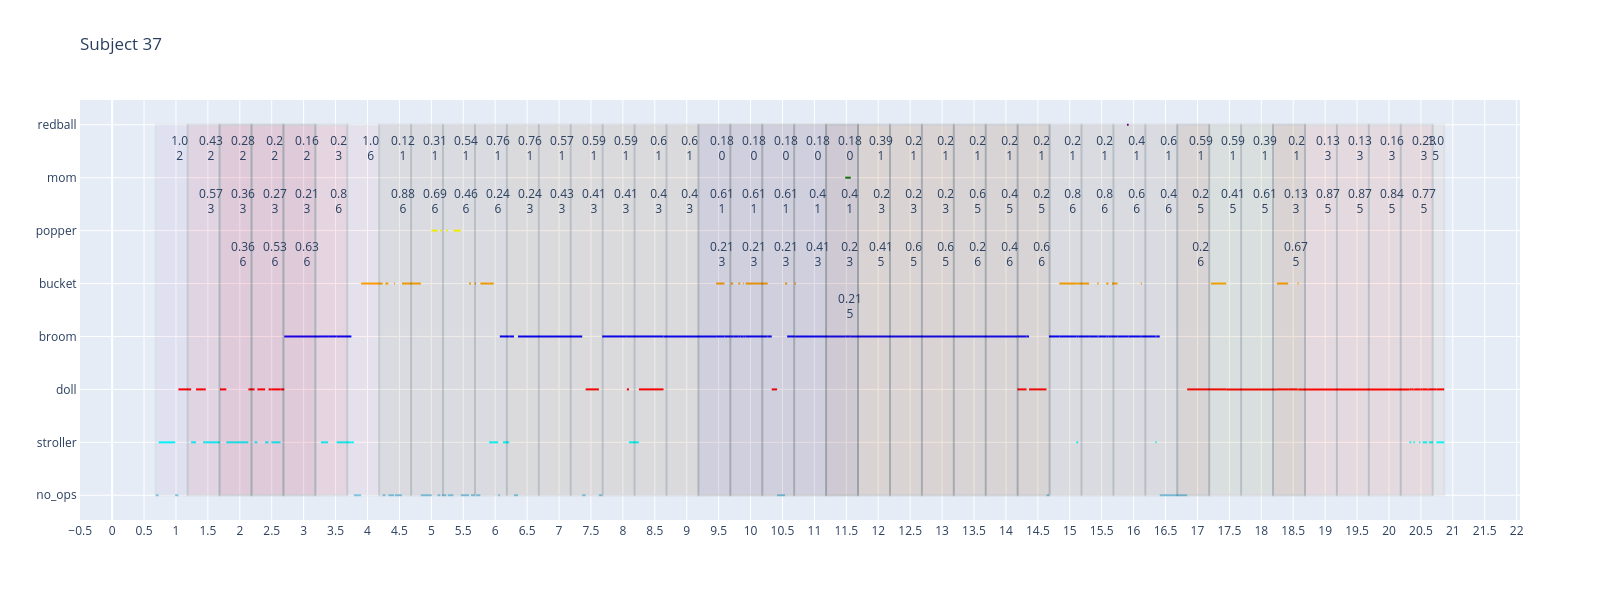 Subject 37
redball
1.0 0.43 0.28 0.2 0.16 0.2 1.0 0.12 0.31 0.54 0.76 0.76 0.57 0.59 0.59 0.6 0.6 0.18 0.18 0.18 0.18 0.18 0.39 0.2 0.2 0.2 0.2 0.2 0.2 0.2 0.4 0.6 0.59 0.59 0.39 0.2 0.13 0.13 0.16
2 2 2 2 2 3 6 1 1 1 1 1 1 1 1 1 1 0 0 0 0 0 1 1 1 1 1 1 1 1 1 1 1 1 1 1 3 3 3 3 5
mom
0.57 0.36 0.27 0.21 0.8 0.88 0.69 0.46 0.24 0.24 0.43 0.41 0.41 0.4 0.4 0.61 0.61 0.61 0.4 0.4 0.2 0.2 0.2 0.6 0.4 0.2 0.8 0.8 0.6 0.4 0.2 0.41 0.61 0.13 0.87 0.87 0.84 0.77
3 3 3 3 6 6 6 6 6 3 3 3 3 3 3 1 1 1 1 1 3 3 3 5 5 5 6 6 6 6 5 5 5 3 5 5 5 5
popper
0.36 0.53 0.63 0.21 0.21 0.21 0.41 0.2 0.41 0.6 0.6 0.2 0.4 0.6 0.2 0.67
6 6 6 3 3 3 3 3 5 5 5 6 6 6 6 5
bucket
0.21
5
broom
doll
stroller
no_ops
−0.5 0 0.5 1 1.5 2 2.5 3 3.5 4 4.5 5 5.5 6 6.5 7 7.5 8 8.5 9 9.5 10 10.5 11 11.5 12 12.5 13 13.5 14 14.5 15 15.5 16 16.5 17 17.5 18 18.5 19 19.5 20 20.5 21 21.5 22